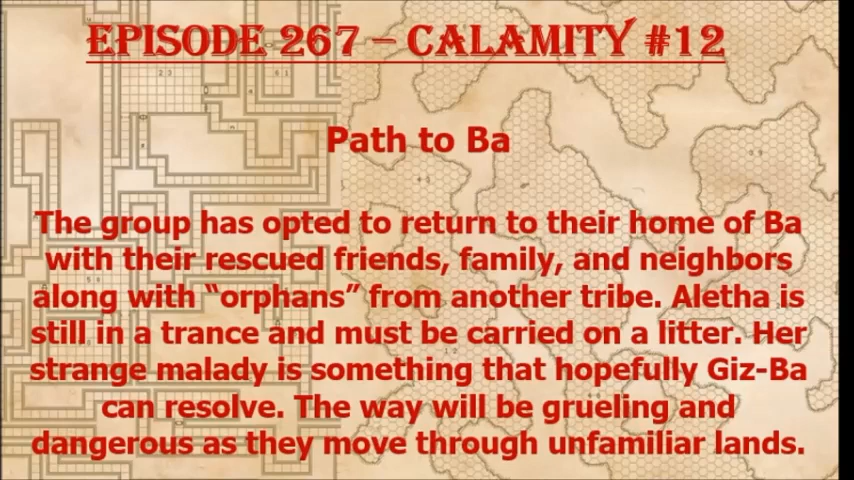 EPISODE 267 – CALAMITY #12
Path to Ba
The group has opted to return to their home of Ba
with their rescued friends, family, and neighbors
along with “orphans” from another tribe. Aletha is
still in a trance and must be carried on a litter. Her
strange malady is something that hopefully Giz-Ba
can resolve. The way will be grueling and
dangerous as they move through unfamiliar lands.